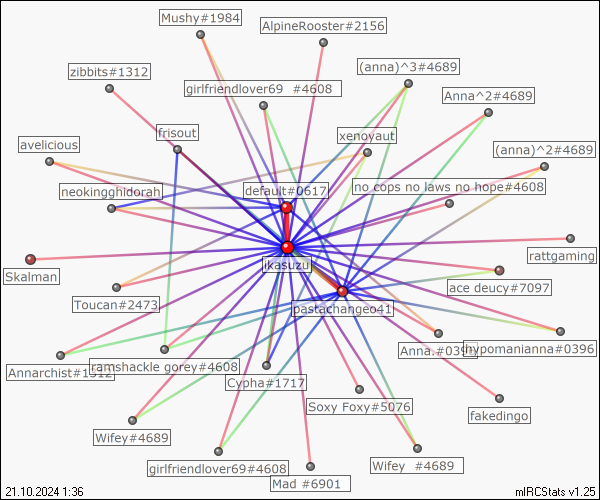 Mushy#1984
AlpineRooster#2156
zibbits#1312
(anna)^3#4689
girlfriendlover69 #4608
Anna^2#4689
frisout
xenoyaut
avelicious
(anna)^2#4689
default#0617
no cops no laws no hope#4608
neokingghidorah
rattgaming
jkasuzu
Skalman
ace deucy#7097
Toucan#2473
pastachangeo41
Anna.#0396
hypomanianna#0396
Annarchist#1312
ramshackle gorey#4608
Cypha#1717
Soxy Foxy#5076
fakedingo
Wifey#4689
girlfriendlover69#4608
Wifey #4689
Mad #6901
21.10.2024 1:36
mIRCStats v1.25